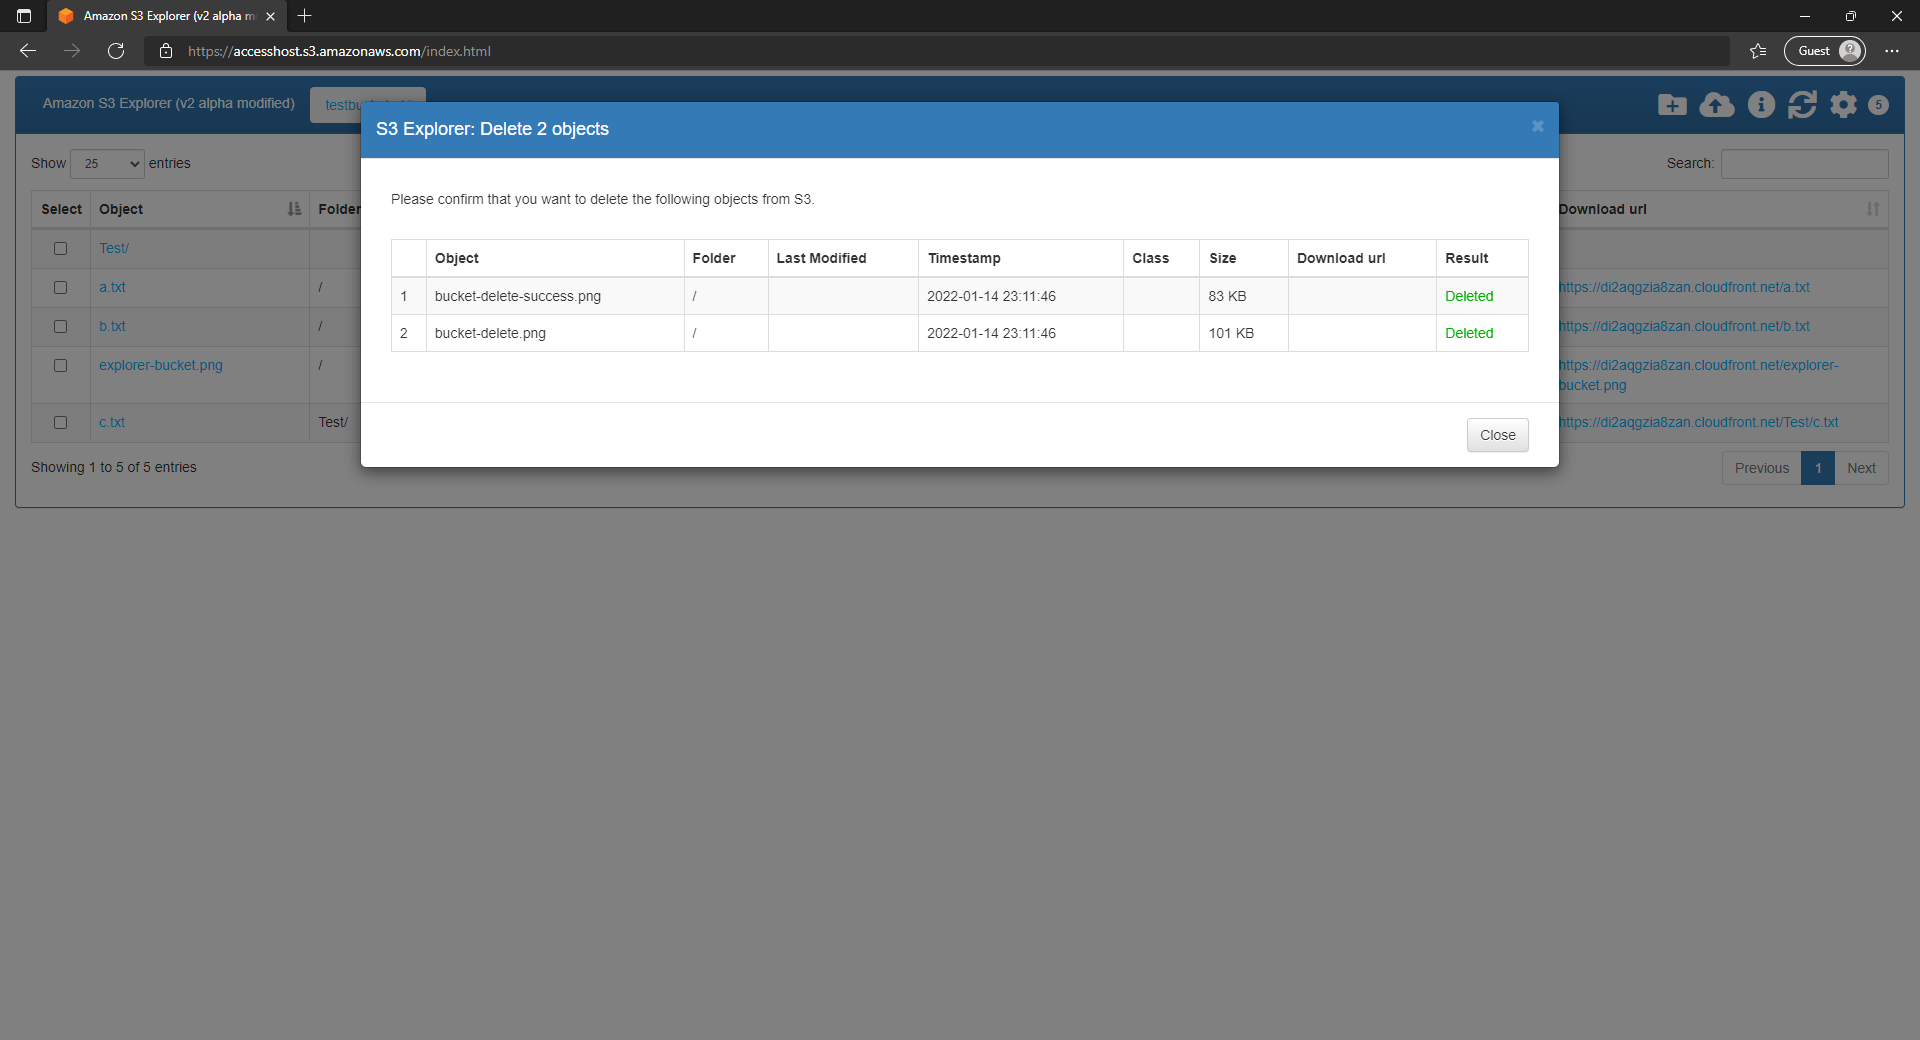 Amazon S3 Explorer (v2 alpha m
https://accesshost.s3.amazonaws.com/index.html
Guest
Amazon S3 Explorer (v2 alpha modified)
5
S3 Explorer: Delete 2 objects
Show 25 entries
Search:
Please confirm that you want to delete the following objects from S3.
Select Object Folder Download url
Object Folder Last Modified Timestamp Class Size Download url Result
1 bucket-delete-success.png / 2022-01-14 23:11:46 83 KB Deleted
2 bucket-delete.png / 2022-01-14 23:11:46 101 KB Deleted
Test/
a.txt / https://di2aqgzia8zan.cloudfront.net/a.txt
b.txt / https://di2aqgzia8zan.cloudfront.net/b.txt
explorer-bucket.png / https://di2aqgzia8zan.cloudfront.net/explorer-
bucket.png
c.txt Test/ https://di2aqgzia8zan.cloudfront.net/Test/c.txt
Close
Showing 1 to 5 of 5 entries
Previous 1 Next